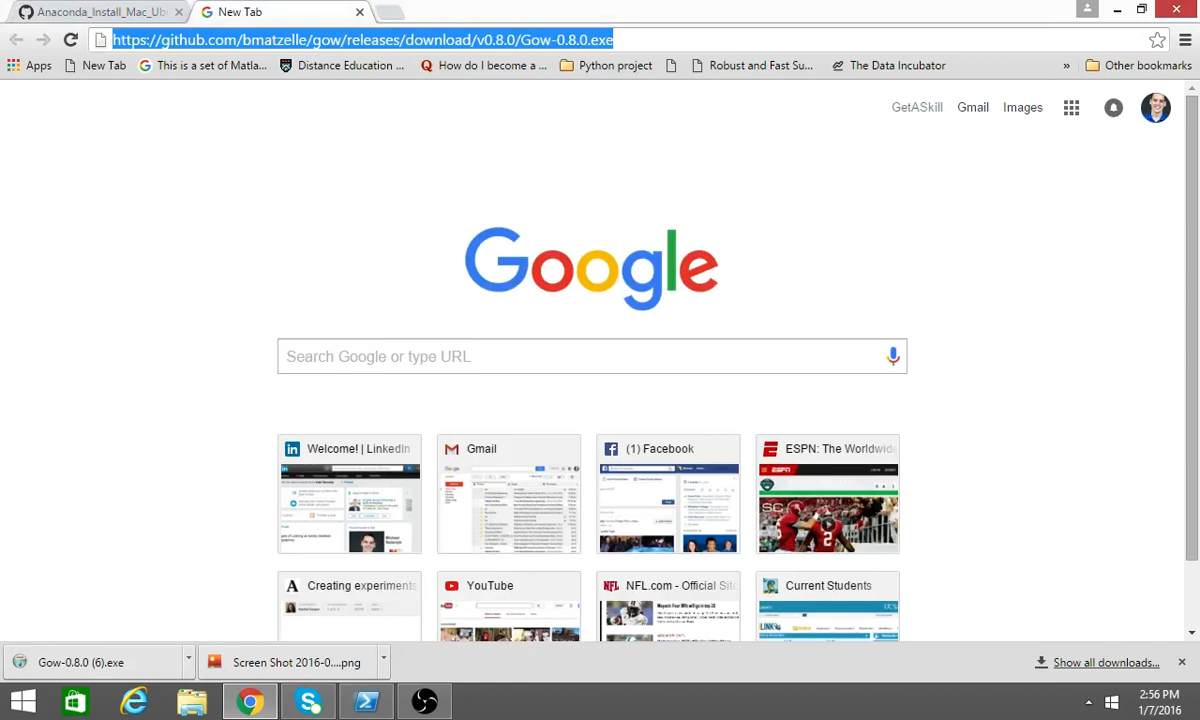 Anaconda_Install_Mac_Ub
New Tab
https://github.com/bmatzelle/gow/releases/download/v0.8.0/Gow-0.8.0.exe
Apps
New Tab
This is a set of Matla...
Distance Education ...
How do I become a ...
Python project
Robust and Fast Su...
The Data Incubator
»
Other bookmarks
GetASkill
Gmail
Images
Google
Search Google or type URL
Welcome! | LinkedIn
Gmail
(1) Facebook
ESPN: The Worldwide
Creating experiments
YouTube
NFL.com - Official Site
Current Students
Gow-0.8.0 (6).exe
Screen Shot 2016-0....png
Show all downloads...
2:56 PM
1/7/2016